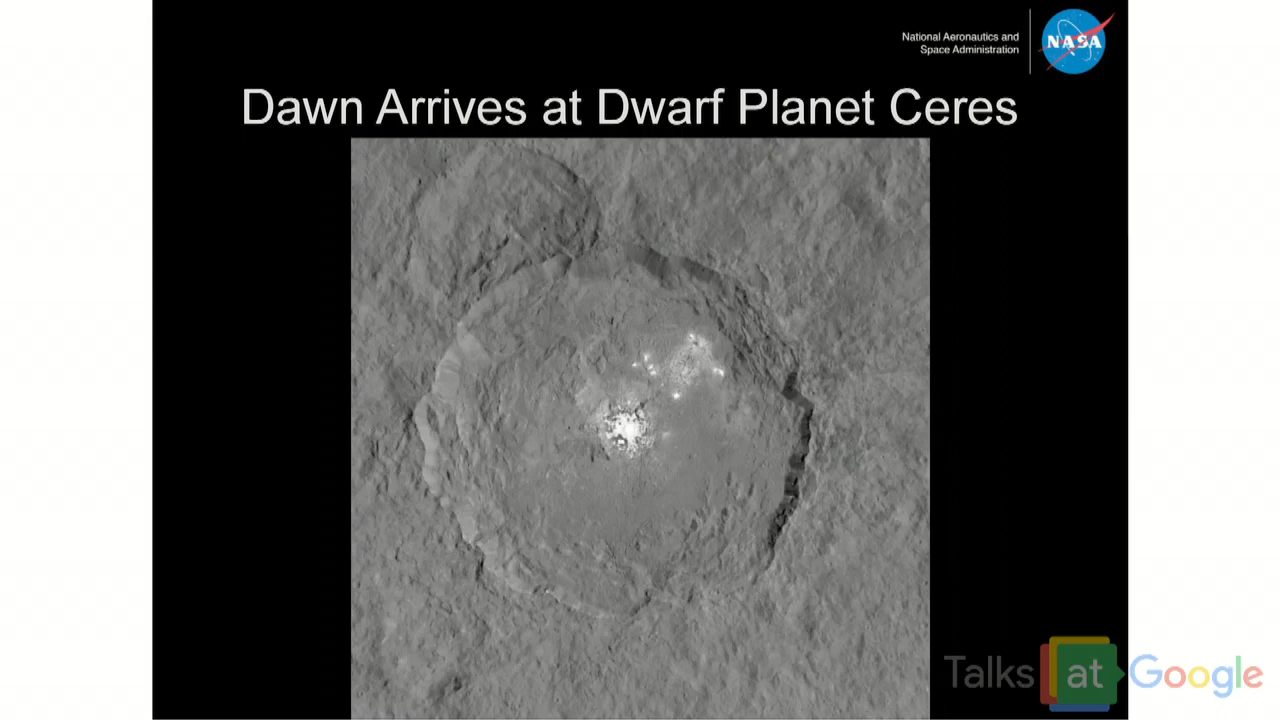 National Aeronautics and
Space Administration
NASA
Dawn Arrives at Dwarf Planet Ceres
Talks at Google